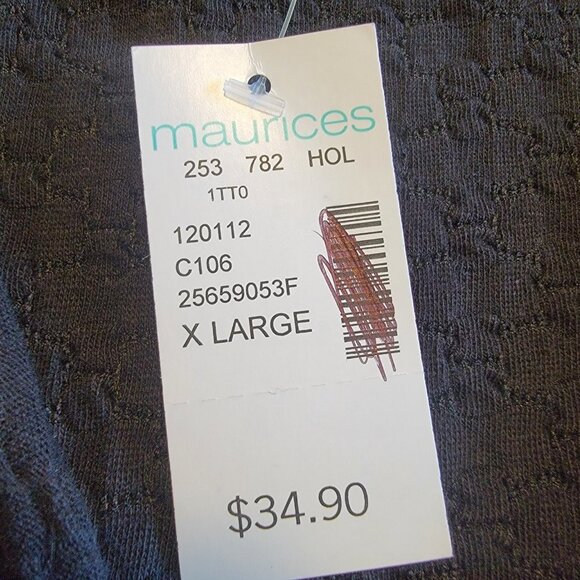 maurices
253 782 HOL
1TT0
120112
C106
25659053F
X LARGE
$34.90